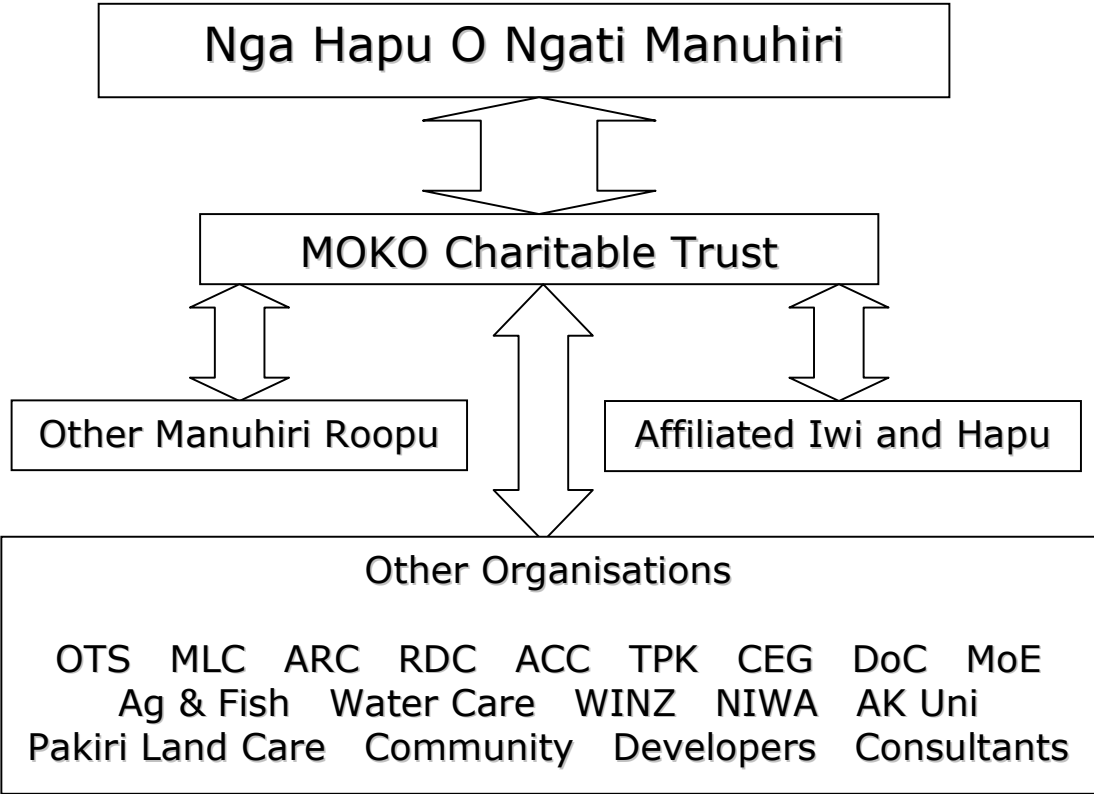 Nga Hapu O Ngati Manuhiri
MOKO Charitable Trust
Other Manuhiri Roopu
Affiliated Iwi and Hapu
Other Organisations
OTS MLC ARC RDC ACC TPK CEG DoC MoE
Ag & Fish Water Care WINZ NIWA AK Uni
Pakiri Land Care Community Developers Consultants